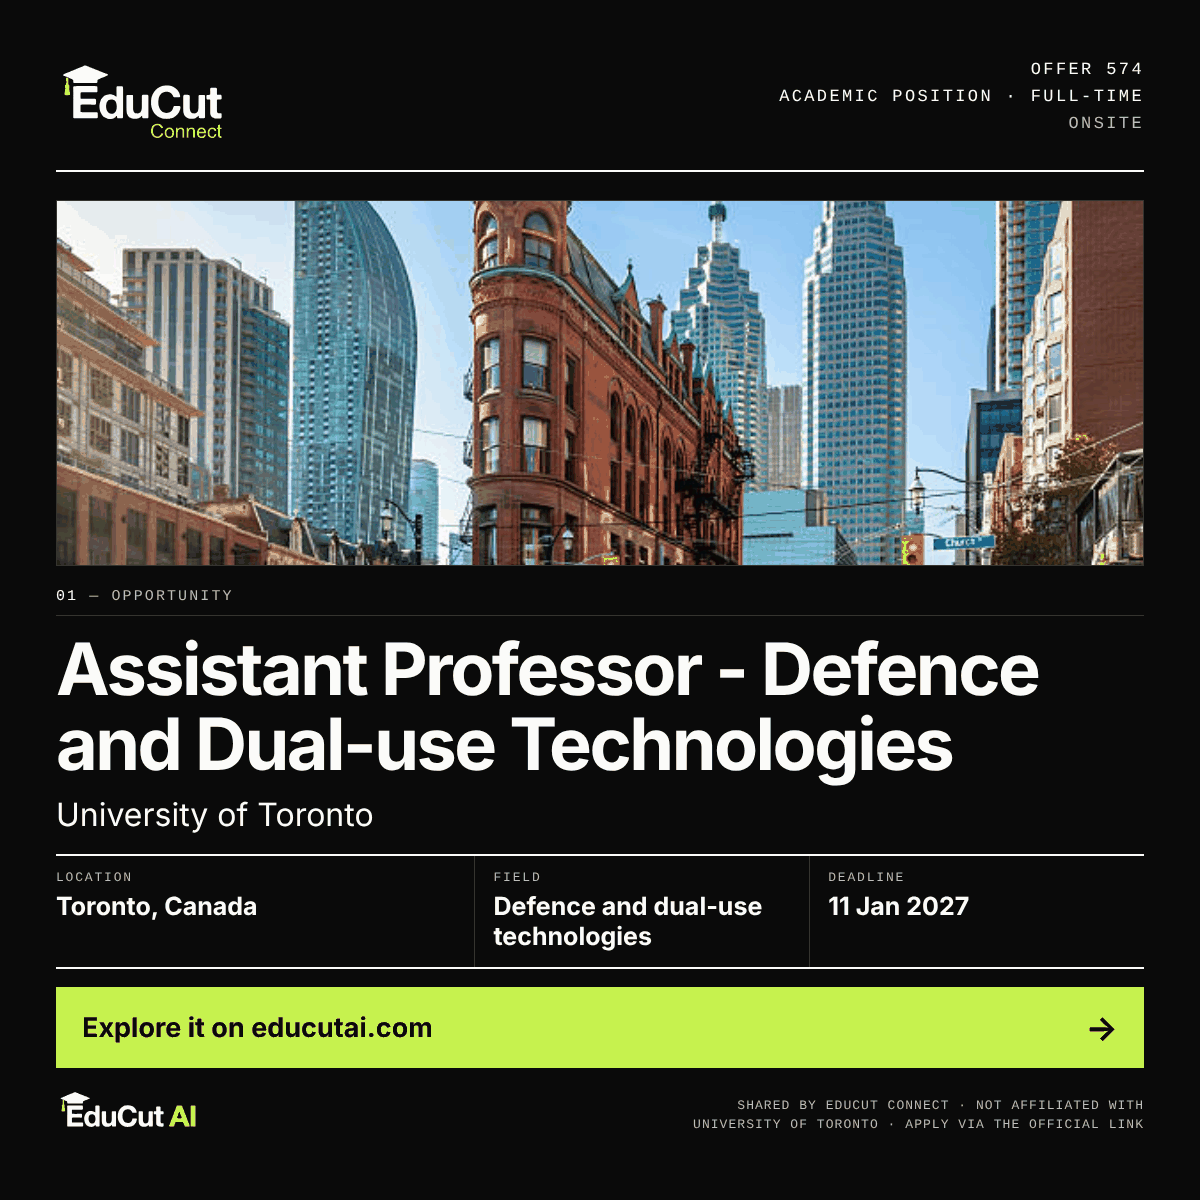 EduCut
Connect
OFFER 574
ACADEMIC POSITION · FULL-TIME
ONSITE
Church
01 — OPPORTUNITY
Assistant Professor - Defence
and Dual-use Technologies
University of Toronto
LOCATION
Toronto, Canada
FIELD
Defence and dual-use
technologies
DEADLINE
11 Jan 2027
Explore it on educutai.com
→
EduCut AI
SHARED BY EDUCUT CONNECT · NOT AFFILIATED WITH
UNIVERSITY OF TORONTO · APPLY VIA THE OFFICIAL LINK